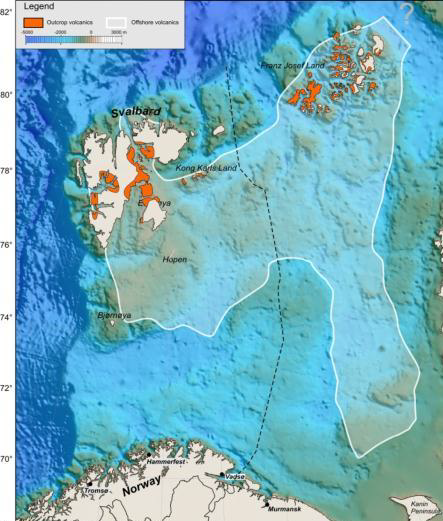 Legend
Outcrop volcanics
Offshore volcanics
-5000 -2000 0 3000 m
82°
?
Franz Josef Land
80°
Svalbard
78°
Kong Karls Land
76°
Hopen
Bjørnøya
74°
72°
70°
Hammerfest
Vadsø
Tromsø
Norway
Murmansk
Kanin
Peninsula